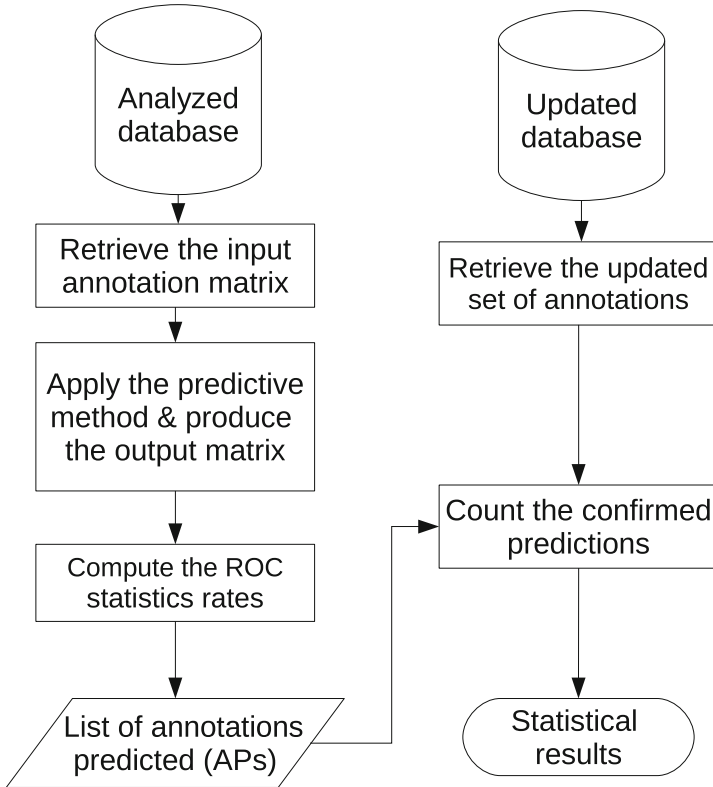 Analyzed
database
Retrieve the input
annotation matrix
Apply the predictive
method & produce
the output matrix
Compute the ROC
statistics rates
List of annotations
predicted (APs)
Updated
database
Retrieve the updated
set of annotations
Count the confirmed
predictions
Statistical
results